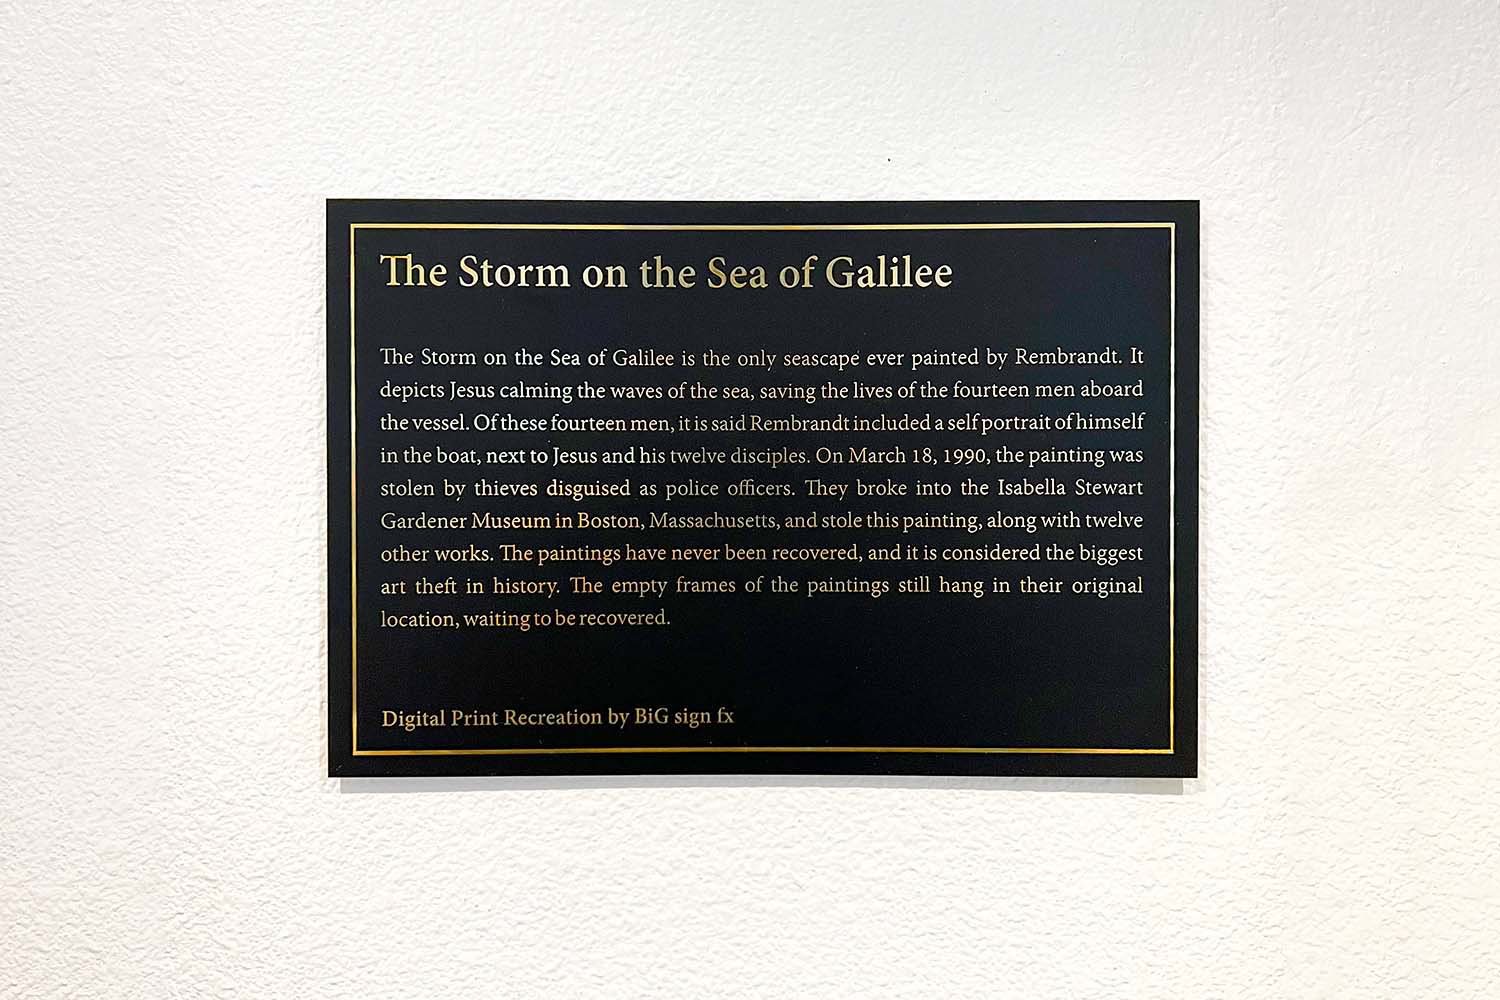 The Storm on the Sea of Galilee
The Storm on the Sea of Galilee is the only seascape ever painted by Rembrandt. It
depicts Jesus calming the waves of the sea, saving the lives of the fourteen men aboard
the vessel. Of these fourteen men, it is said Rembrandt included a self portrait of himself
in the boat, next to Jesus and his twelve disciples. On March 18, 1990, the painting was
stolen by thieves disguised as police officers. They broke into the Isabella Stewart
Gardener Museum in Boston, Massachusetts, and stole this painting, along with twelve
other works. The paintings have never been recovered, and it is considered the biggest
art theft in history. The empty frames of the paintings still hang in their original
location, waiting to be recovered.
Digital Print Recreation by BiG sign fx